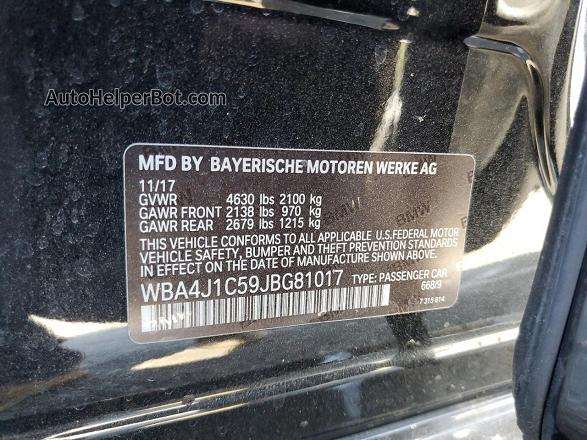 AutoHelperBot.com
MFD BY BAYERISCHE MOTOREN WERKE AG
11/17
GVWR 4630 lbs 2100 kg
GAWR FRONT 2138 lbs 970 kg
GAWR REAR 2679 lbs 1215 kg
THIS VEHICLE CONFORMS TO ALL APPLICABLE U.S.FEDERAL MOTOR
VEHICLE SAFETY, BUMPER, AND THEFT PREVENTION STANDARDS
IN EFFECT ON THE DATE OF MANUFACTURE SHOWN ABOVE.
WBA4J1C59JBG81017 TYPE: PASSENGER CAR
668/9
7 315 814
BMW